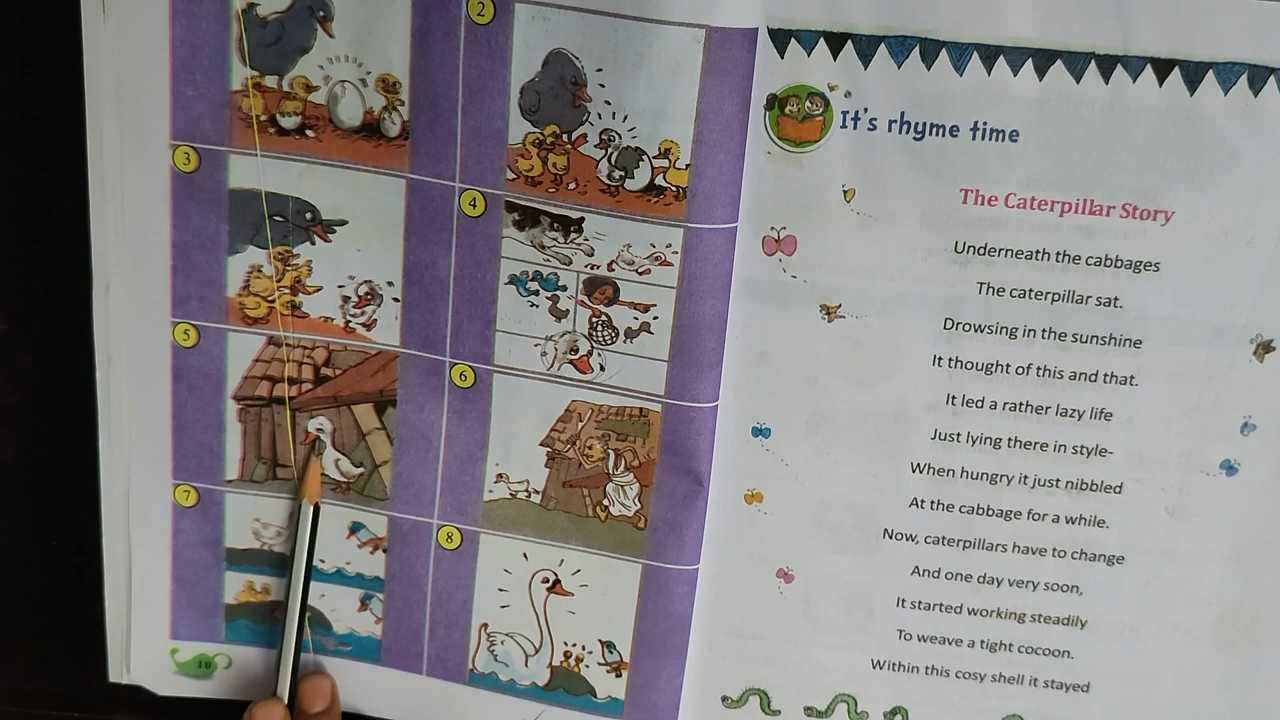 2
3
4
5
6
7
8
10
It's rhyme time
The Caterpillar Story
Underneath the cabbages
The caterpillar sat.
Drowsing in the sunshine
It thought of this and that.
It led a rather lazy life
Just lying there in style-
When hungry it just nibbled
At the cabbage for a while.
Now, caterpillars have to change
And one day very soon,
It started working steadily
To weave a tight cocoon.
Within this cosy shell it stayed